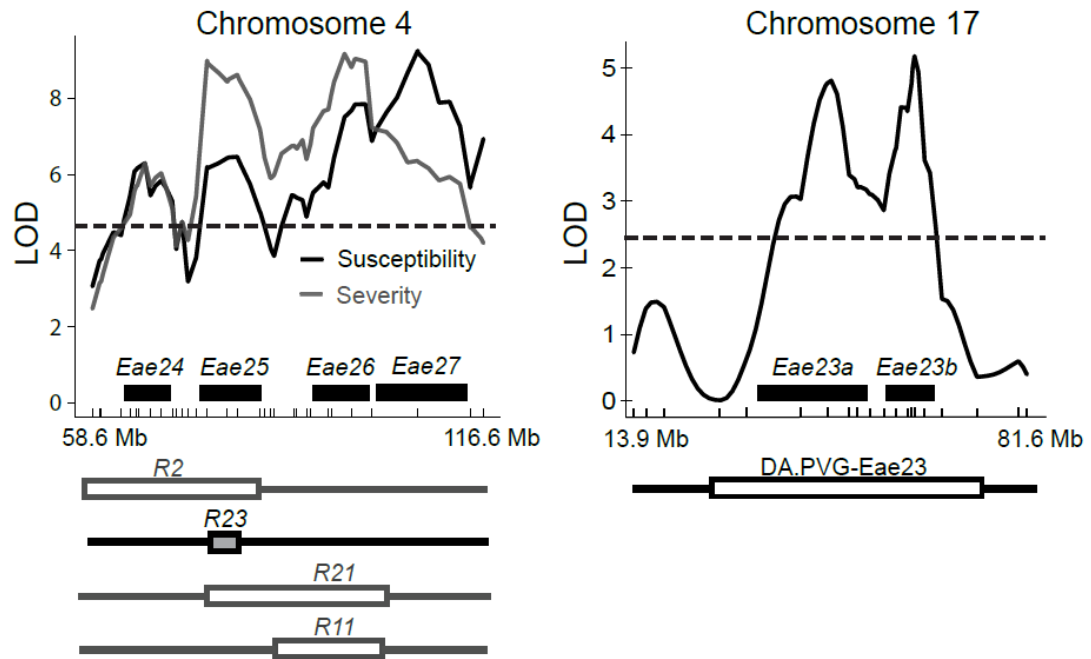 Chromosome 4
LOD
8
6
4
2
0
Susceptibility
Severity
Eae24 Eae25 Eae26 Eae27
58.6 Mb 116.6 Mb
R2
R23
R21
R11
Chromosome 17
LOD
5
4
3
2
1
0
Eae23a Eae23b
13.9 Mb 81.6 Mb
DA.PVG-Eae23